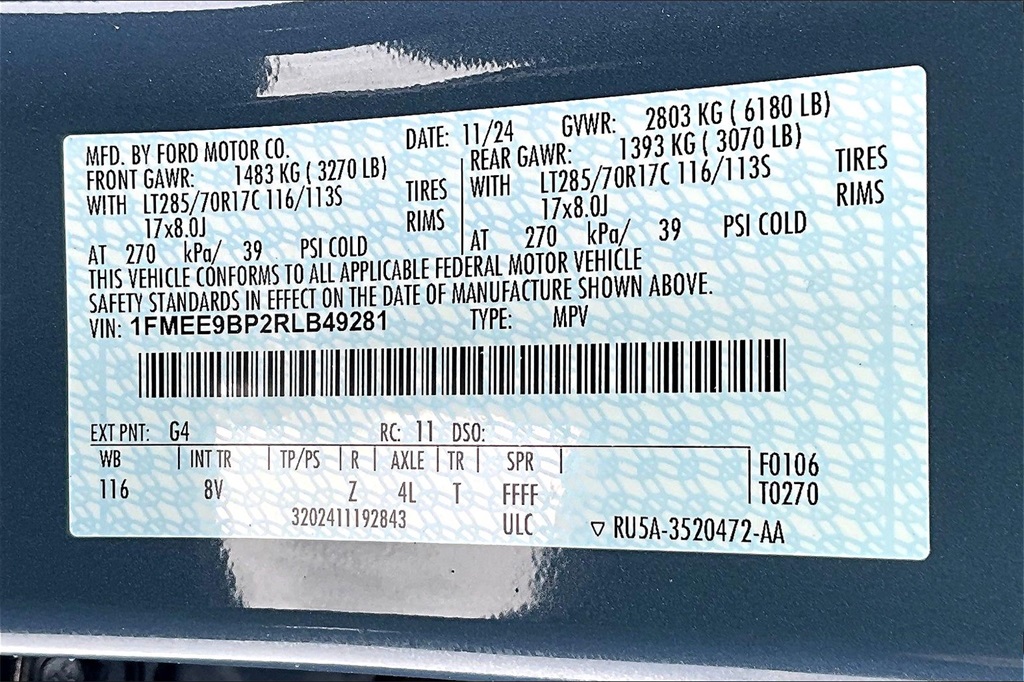 MFD. BY FORD MOTOR CO. DATE: 11/24 GVWR: 2803 KG ( 6180 LB)
FRONT GAWR: 1483 KG ( 3270 LB) REAR GAWR: 1393 KG ( 3070 LB)
WITH LT285/70R17C 116/113S TIRES WITH LT285/70R17C 116/113S TIRES
17x8.0J RIMS 17x8.0J RIMS
AT 270 kPa/ 39 PSI COLD AT 270 kPa/ 39 PSI COLD
THIS VEHICLE CONFORMS TO ALL APPLICABLE FEDERAL MOTOR VEHICLE
SAFETY STANDARDS IN EFFECT ON THE DATE OF MANUFACTURE SHOWN ABOVE.
VIN: 1FMEE9BP2RLB49281 TYPE: MPV
EXT PNT: G4 RC: 11 DSO:
WB | INT TR | TP/PS | R | AXLE | TR | SPR | F0106
116 8V Z 4L T FFFF T0270
3202411192843 ULC ▽ RU5A-3520472-AA